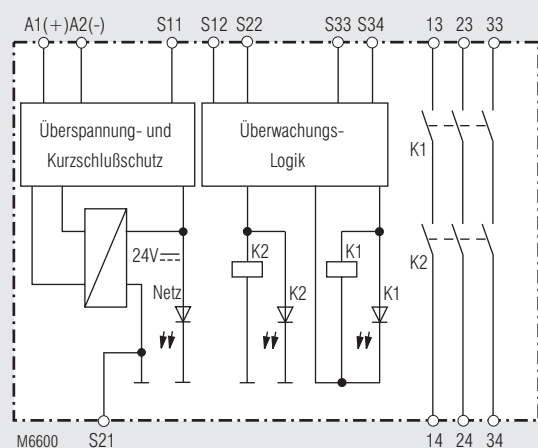 A1(+) A2(-) S11 S12 S22 S33 S34 13 23 33
Überspannung- und
Kurzschlußschutz
Überwachungs-
Logik
K1
24V
K2
K1
K2
Netz
K2
K1
M6600 S21 14 24 34